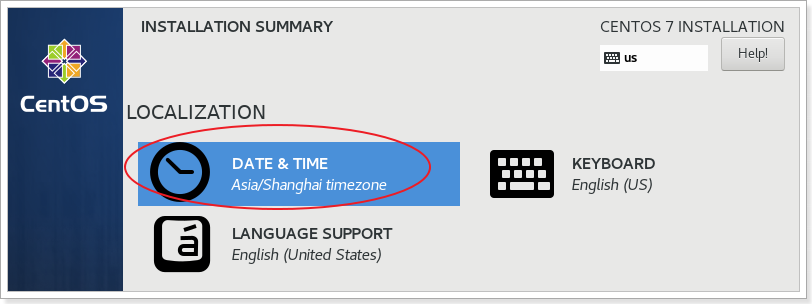 INSTALLATION SUMMARY
CENTOS 7 INSTALLATION
us
Help!
CentOS
LOCALIZATION
DATE & TIME
Asia/Shanghai timezone
KEYBOARD
English (US)
á
LANGUAGE SUPPORT
English (United States)